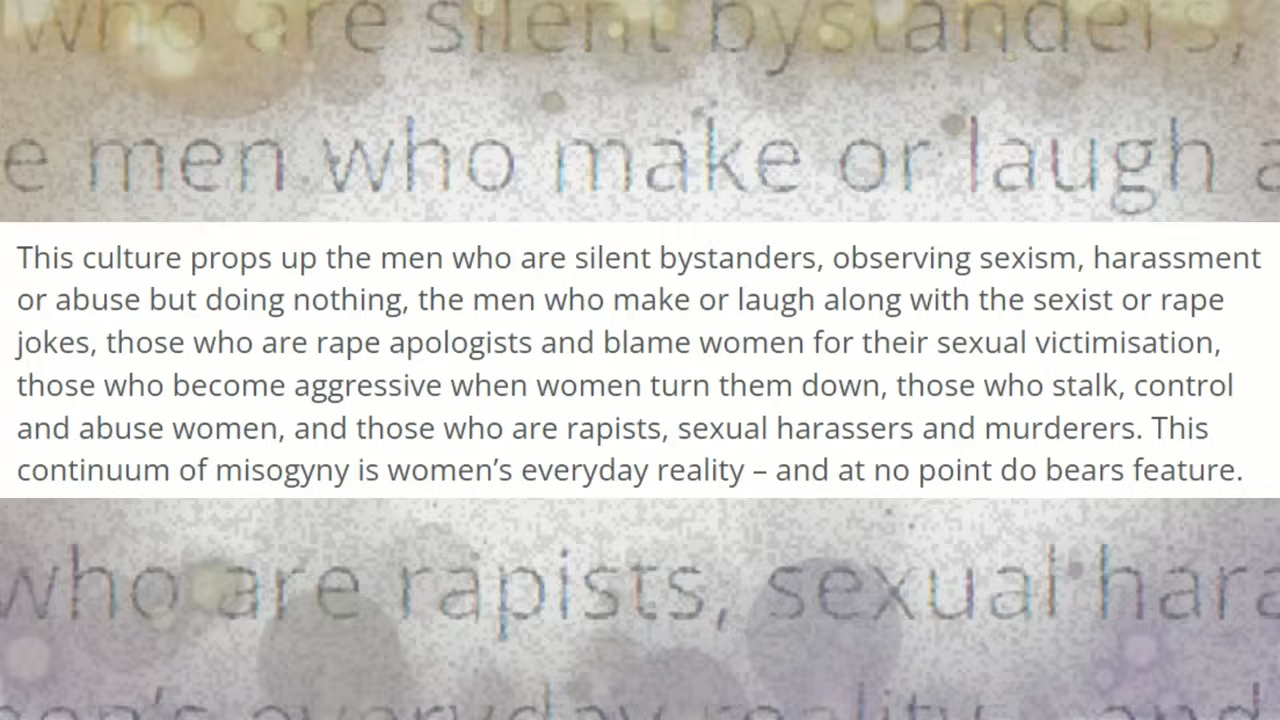 who are silent bystanders,
e men who make or laugh a
This culture props up the men who are silent bystanders, observing sexism, harassment
or abuse but doing nothing, the men who make or laugh along with the sexist or rape
jokes, those who are rape apologists and blame women for their sexual victimisation,
those who become aggressive when women turn them down, those who stalk, control
and abuse women, and those who are rapists, sexual harassers and murderers. This
continuum of misogyny is women’s everyday reality – and at no point do bears feature.
who are rapists, sexual hara
men’s everyday reality – and